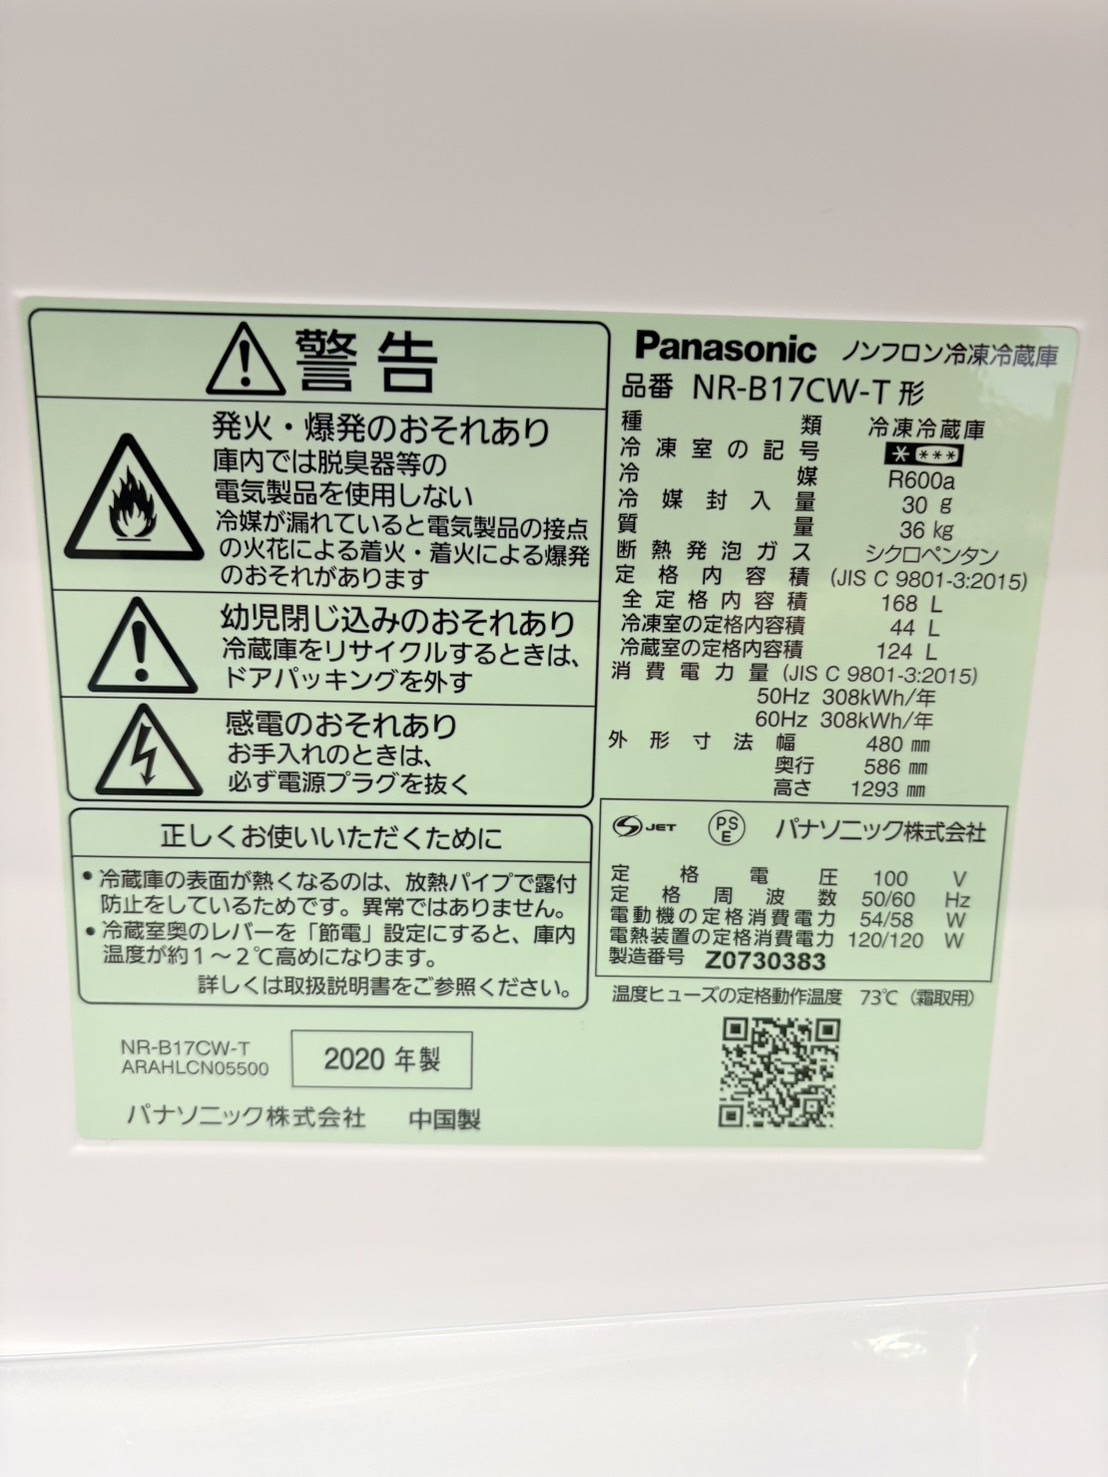 警告
発火・爆発のおそれあり
庫内では脱臭器等の
電気製品を使用しない
冷媒が漏れていると電気製品の接点
の火花による着火・着火による爆発
のおそれがあります
幼児閉じ込みのおそれあり
冷蔵庫をリサイクルするときは、
ドアパッキングを外す
感電のおそれあり
お手入れのときは、
必ず電源プラグを抜く
正しくお使いいただくために
・冷蔵庫の表面が熱くなるのは、放熱パイプで露付
防止をしているためです。異常ではありません。
・冷蔵室奥のレバーを「節電」設定にすると、庫内
温度が約1～2℃高めになります。
詳しくは取扱説明書をご参照ください。
NR-B17CW-T
ARAHLCN05500
2020年製
パナソニック株式会社 中国製
Panasonic ノンフロン冷凍冷蔵庫
品番 NR-B17CW-T形
種類 冷凍冷蔵庫
冷凍室の記号 * ***
冷媒 R600a
冷媒封入量 30 g
質量 36 kg
断熱発泡ガス シクロペンタン
定格内容積 (JIS C 9801-3:2015)
全定格内容積 168 L
冷凍室の定格内容積 44 L
冷蔵室の定格内容積 124 L
消費電力量 (JIS C 9801-3:2015)
50Hz 308kWh/年
60Hz 308kWh/年
外形寸法 幅 480 mm
奥行 586 mm
高さ 1293 mm
JET PSE パナソニック株式会社
定格電圧 100 V
定格周波数 50/60 Hz
電動機の定格消費電力 54/58 W
電熱装置の定格消費電力 120/120 W
製造番号 Z0730383
温度ヒューズの定格動作温度 73℃(霜取用)